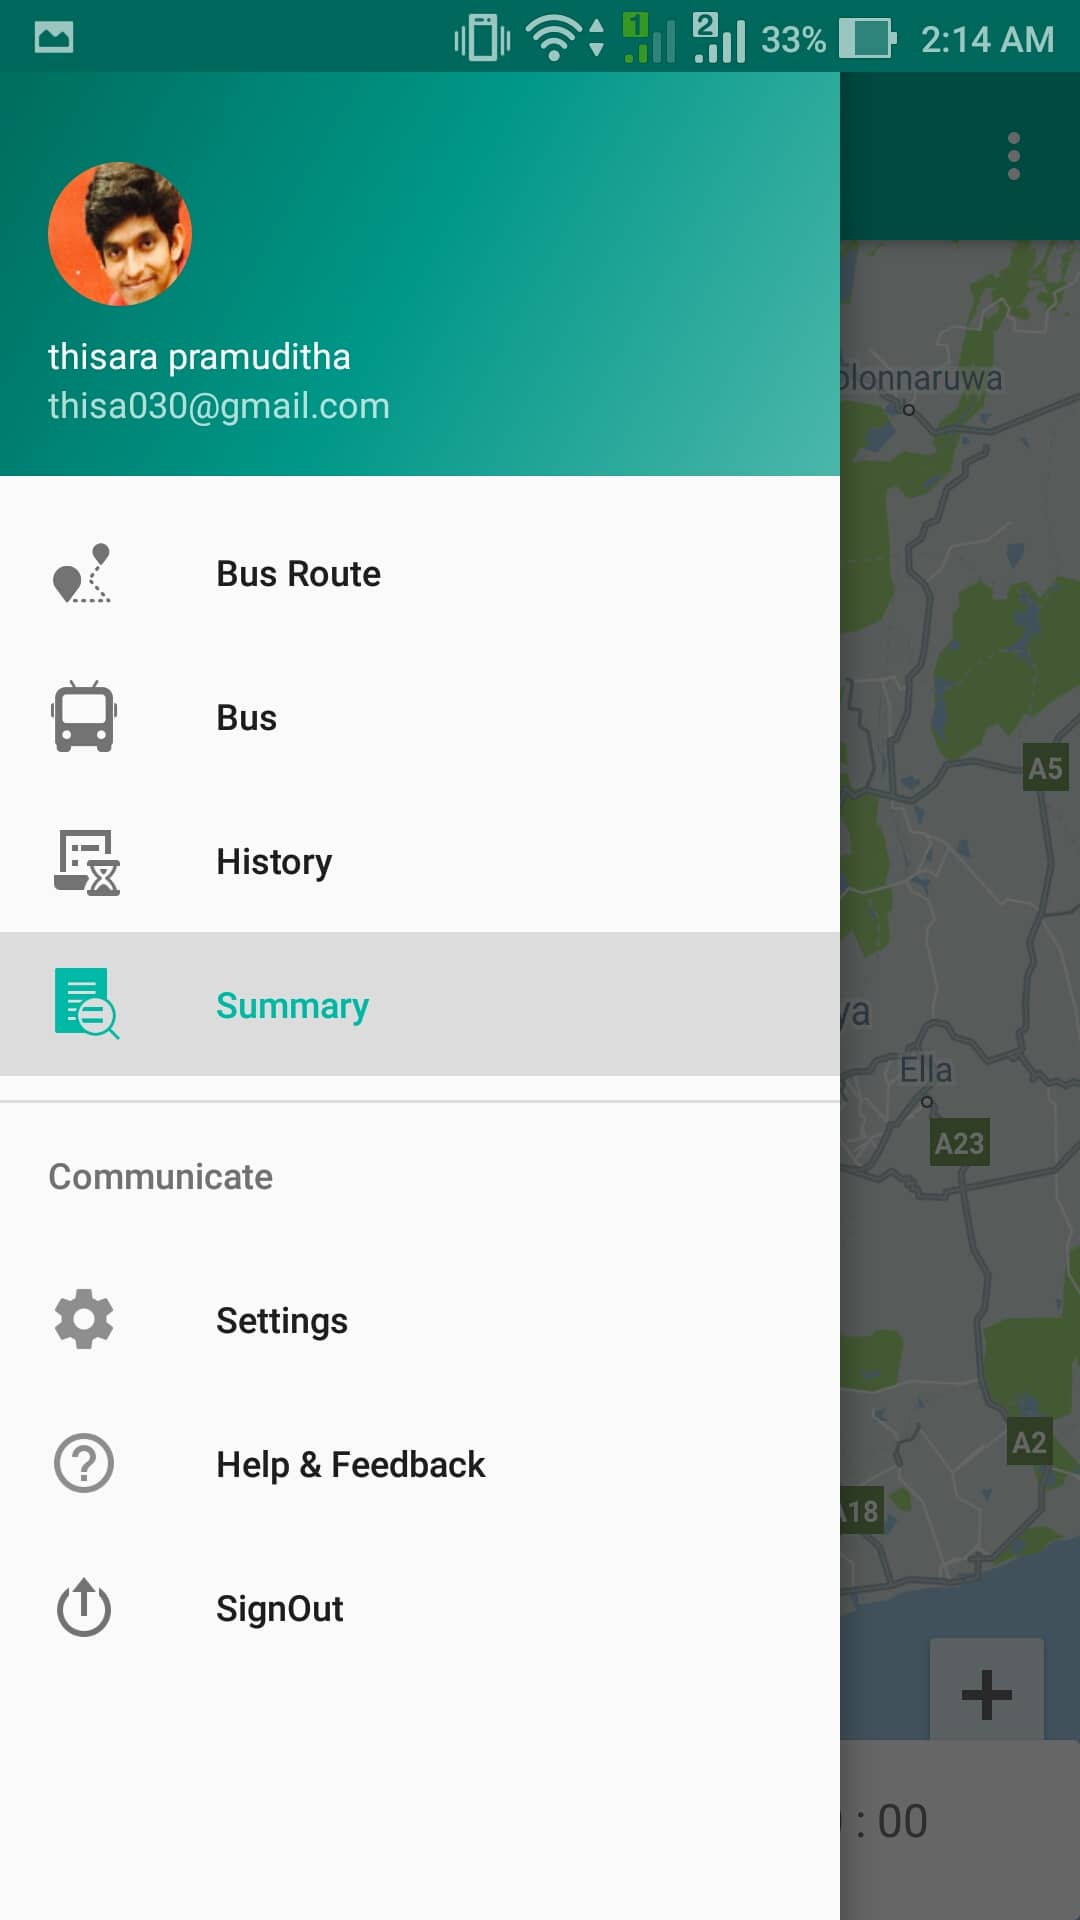 1 2 33% 2:14 AM
thisara pramuditha
thisa030@gmail.com
Bus Route
Bus
History
Summary
Communicate
Settings
Help & Feedback
SignOut
olonnaruwa
A5
ya
Ella
A23
A2
A18
+
: 00